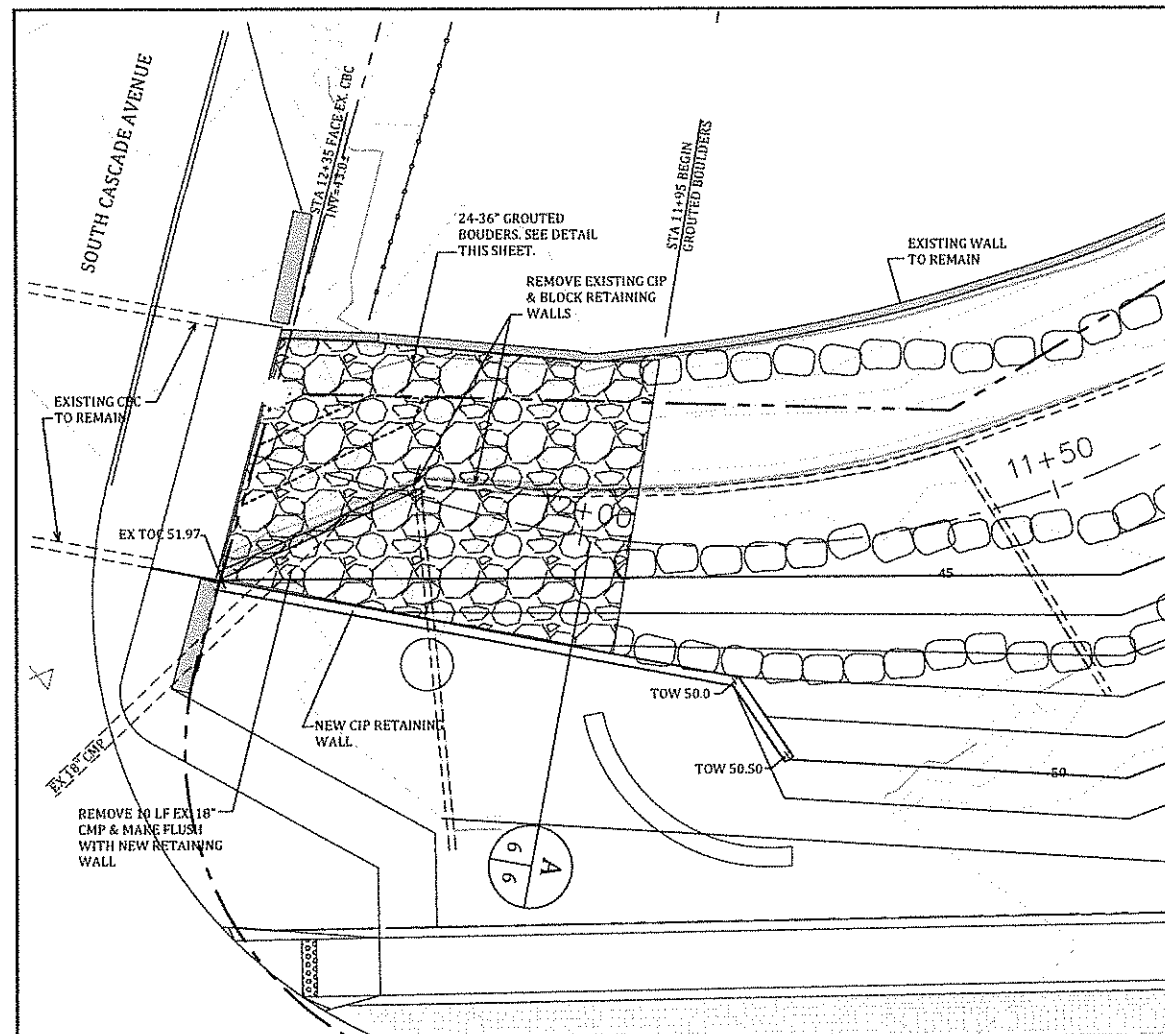 SOUTH CASCADE AVENUE
STA 12+35 FACE EX. CBC
INV=43.0±
24-36" GROUTED
BOUDERS. SEE DETAIL
THIS SHEET.
STA 11+95 BEGIN
GROUTED BOULDERS
REMOVE EXISTING CIP
& BLOCK RETAINING
WALLS
EXISTING WALL
TO REMAIN
EXISTING CBC
TO REMAIN
11+50
EX TOC 51.97
45
TOW 50.0
NEW CIP RETAINING
WALL
TOW 50.50
50
EX 18" CMP
REMOVE 10 LF EX 18"
CMP & MAKE FLUSH
WITH NEW RETAINING
WALL
A
6
6